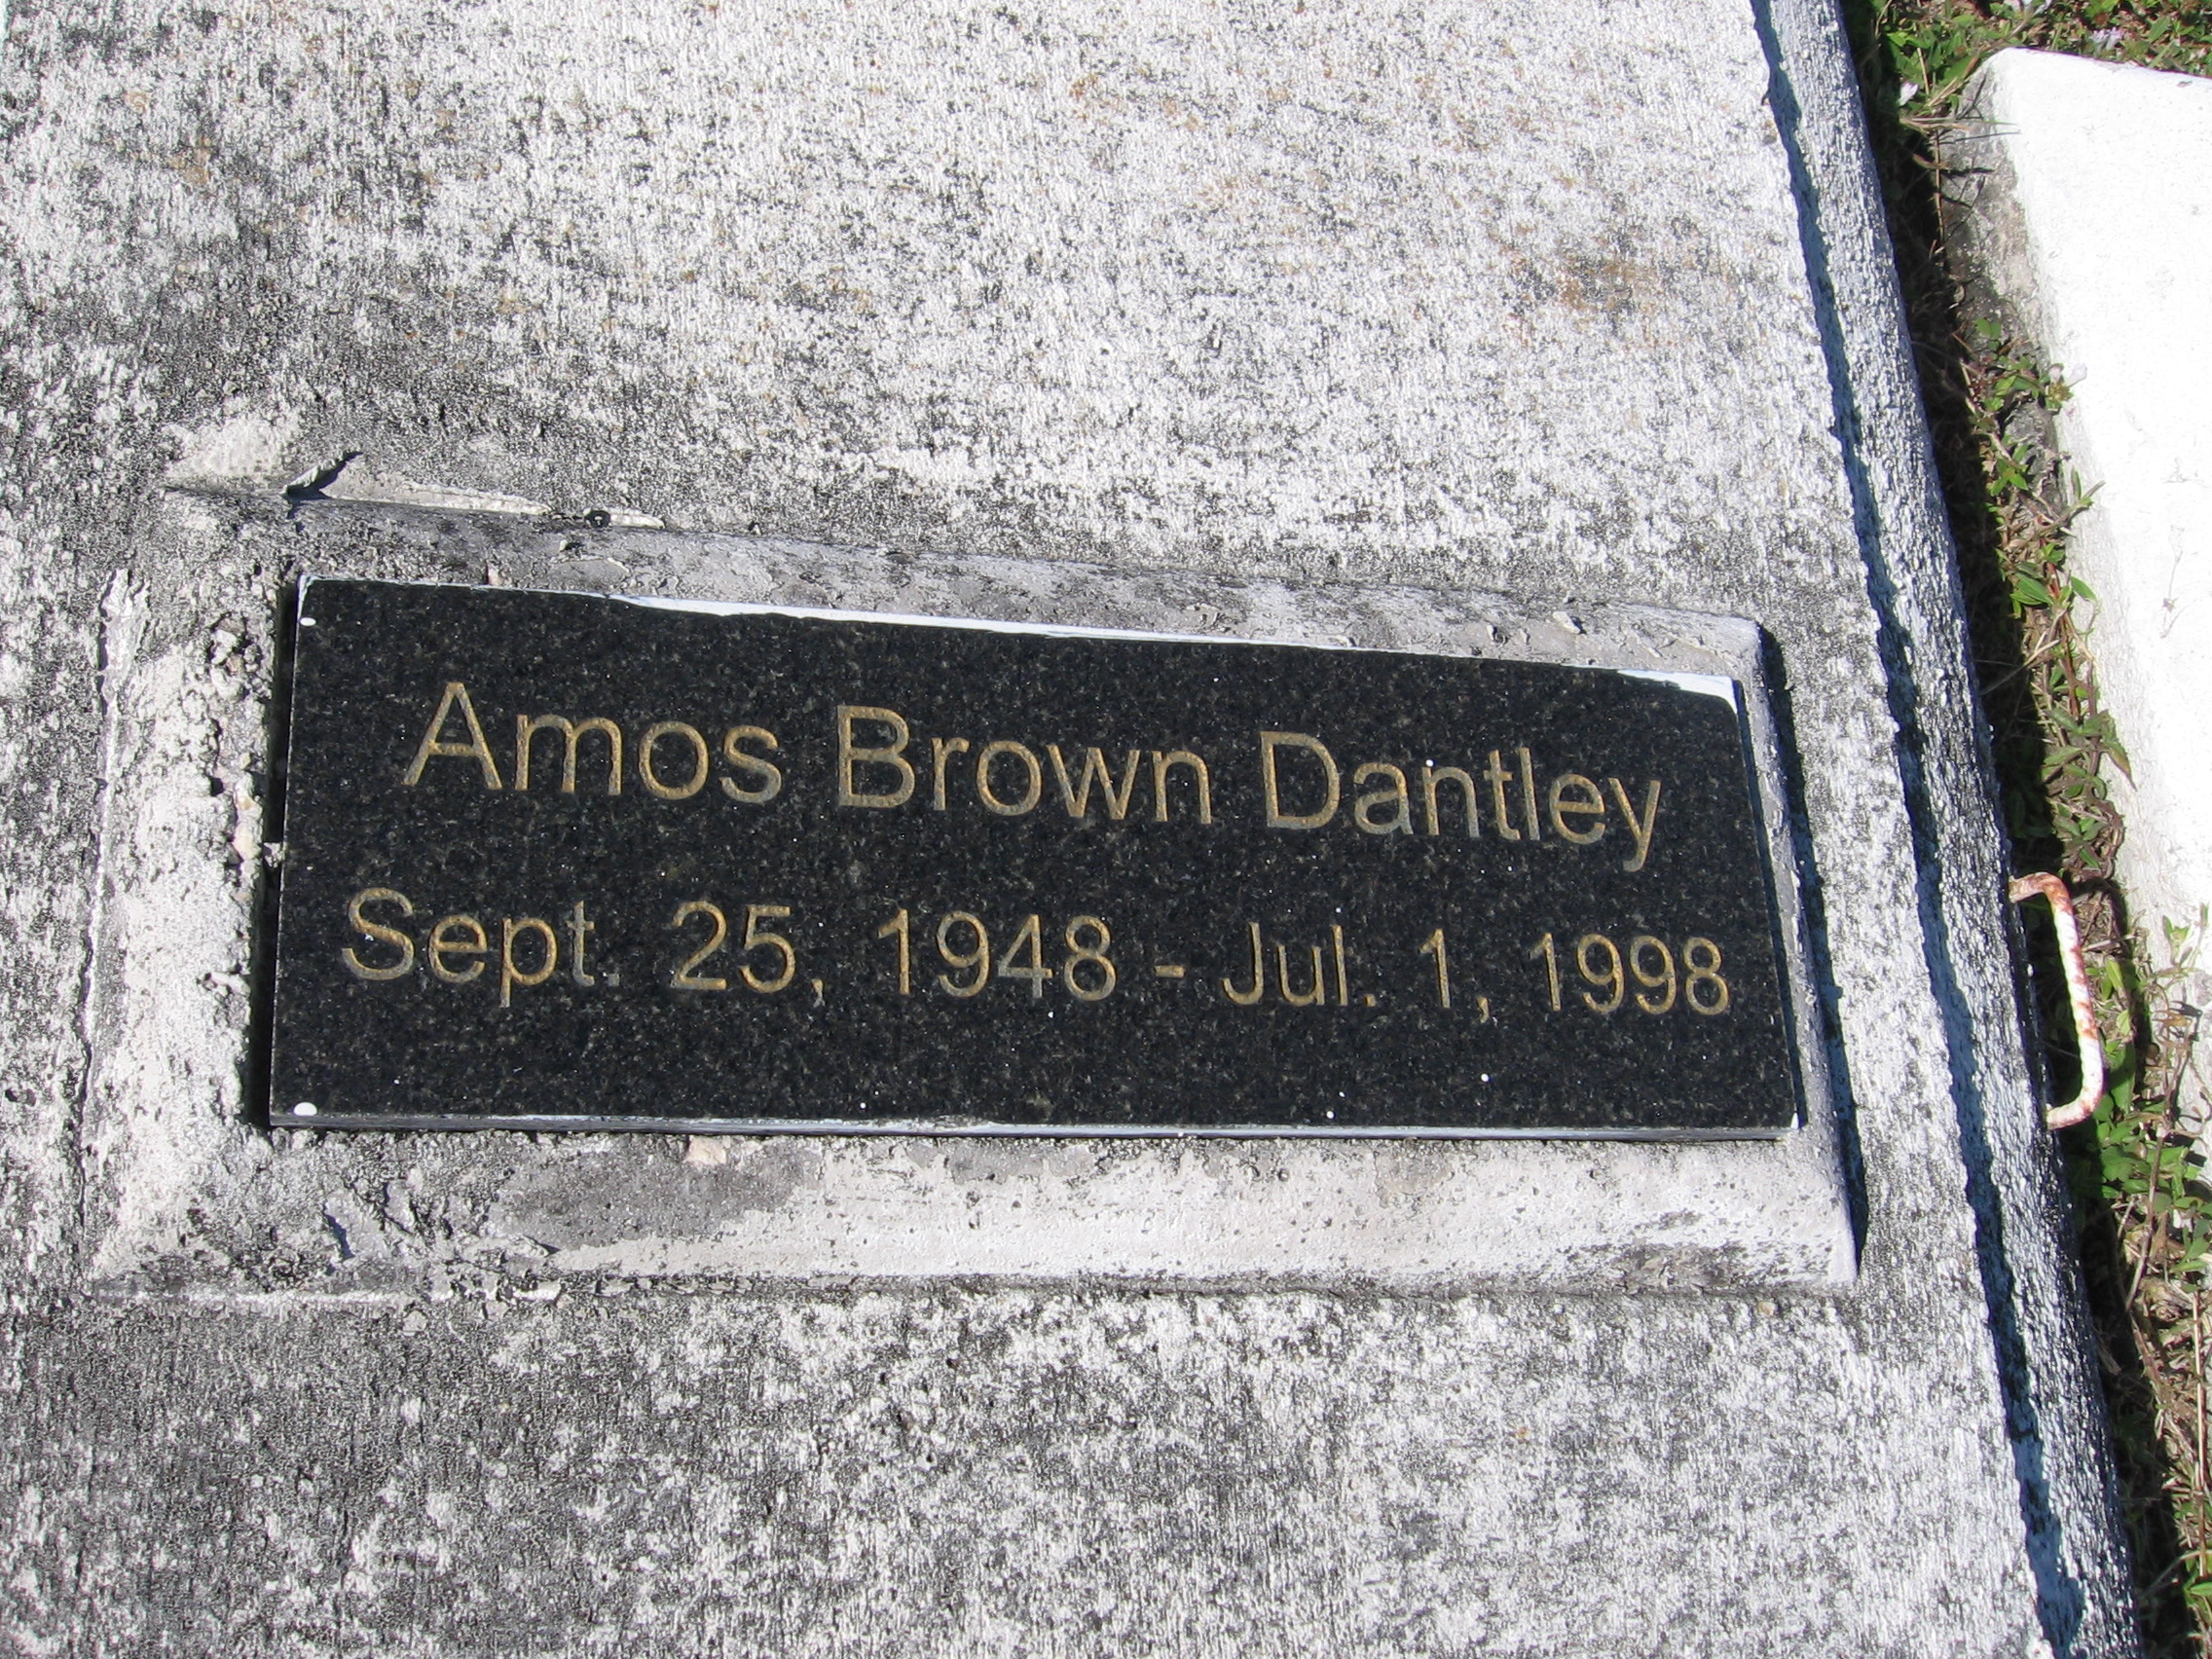 Amos Brown Dantley
Sept. 25, 1948 - Jul. 1, 1998